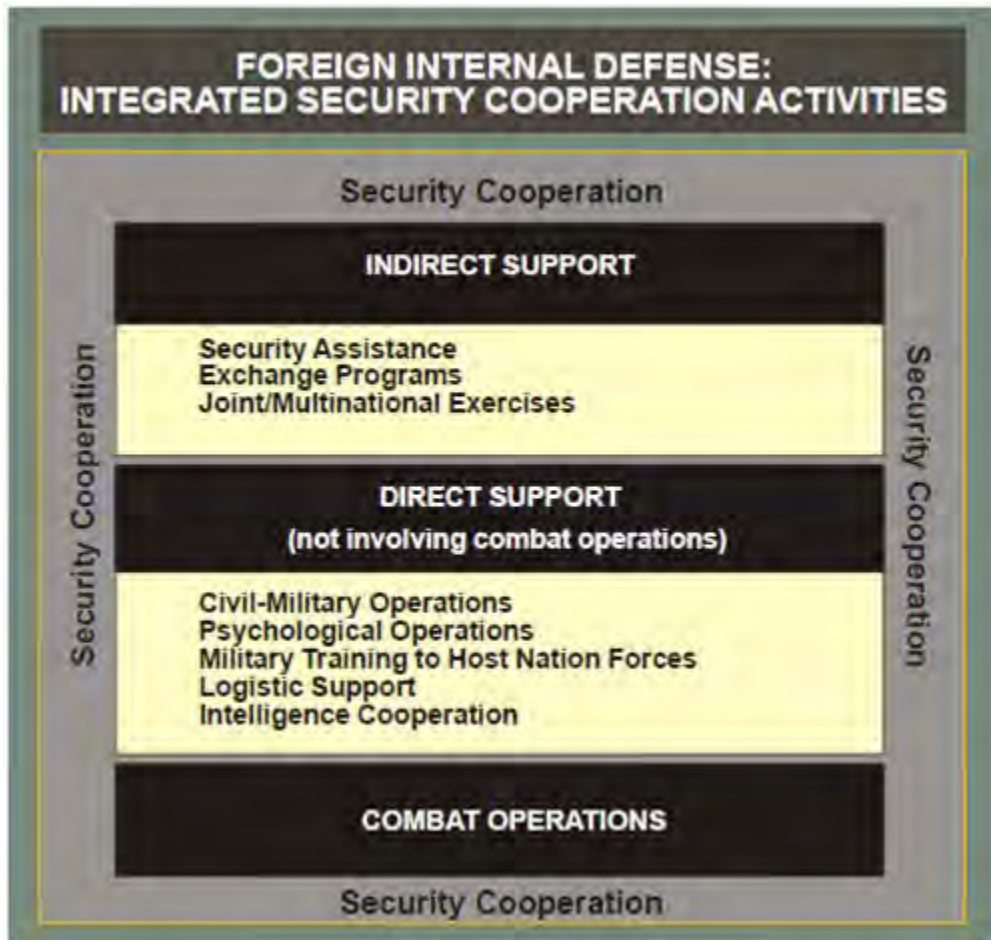 FOREIGN INTERNAL DEFENSE:
INTEGRATED SECURITY COOPERATION ACTIVITIES
Security Cooperation
INDIRECT SUPPORT
Security Assistance
Exchange Programs
Joint/Multinational Exercises
Security Cooperation
Security Cooperation
DIRECT SUPPORT
(not involving combat operations)
Civil-Military Operations
Psychological Operations
Military Training to Host Nation Forces
Logistic Support
Intelligence Cooperation
COMBAT OPERATIONS
Security Cooperation